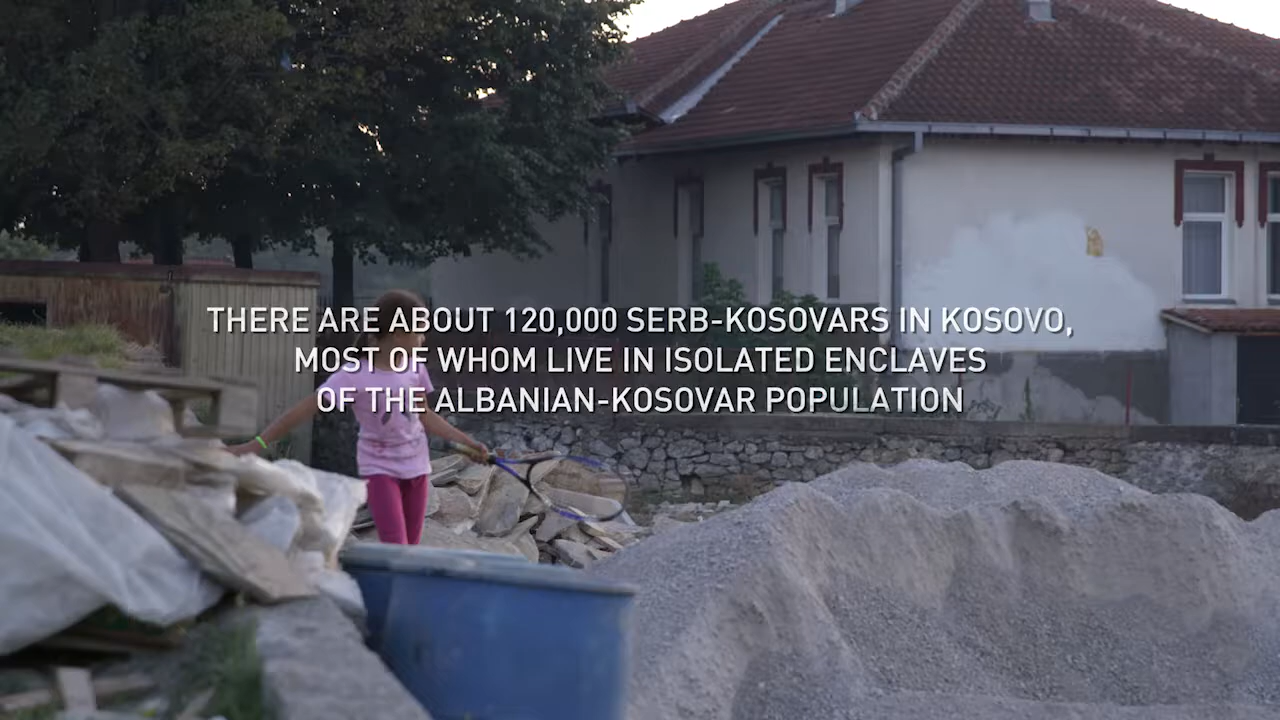 THERE ARE ABOUT 120,000 SERB-KOSOVARS IN KOSOVO,
MOST OF WHOM LIVE IN ISOLATED ENCLAVES
OF THE ALBANIAN-KOSOVAR POPULATION